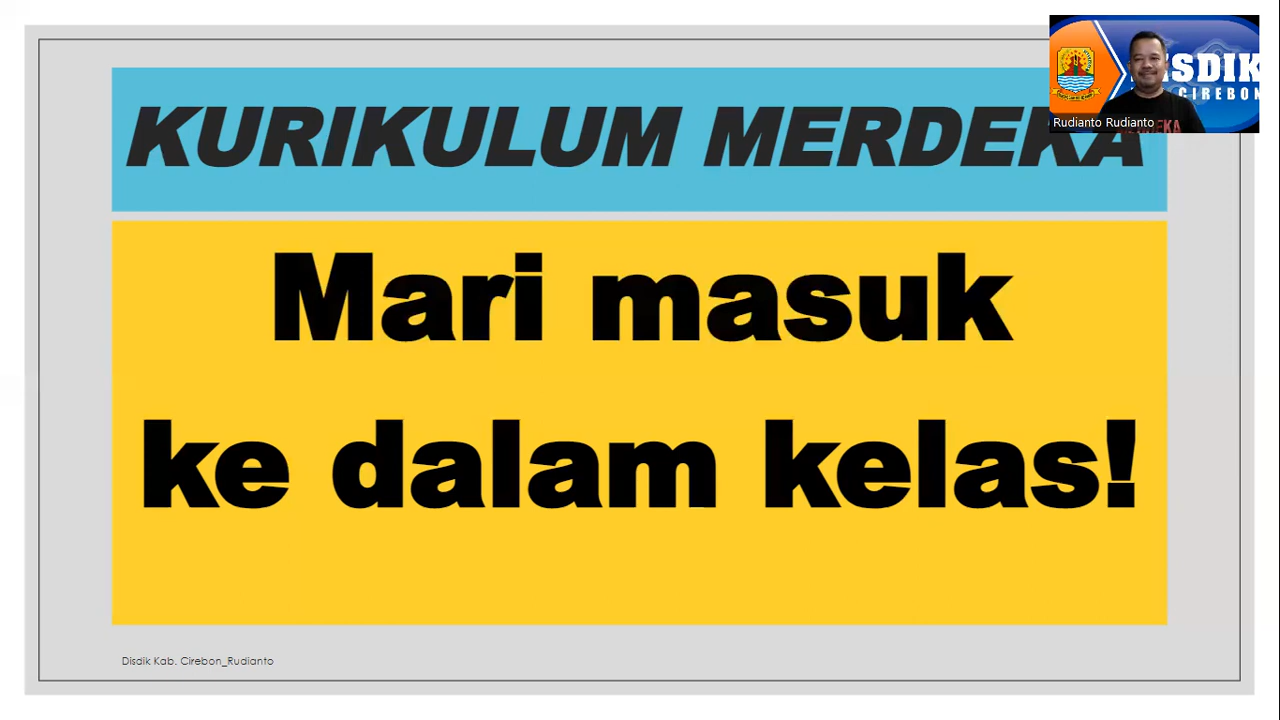 KURIKULUM MERDEKA
Mari masuk
ke dalam kelas!
Disdik Kab. Cirebon_Rudianto
Rudianto Rudianto
CIREBON